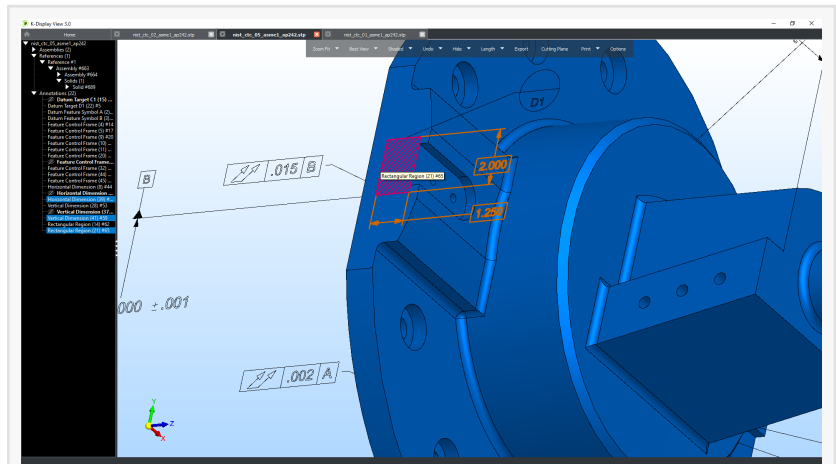 K-Display View 3.0
Home
nist_ctc_02_asme1_ap242.stp
nist_ctc_05_asme1_ap242.stp
nist_ctc_01_asme1_ap242.stp
Zoom Fit
Best View
Shaded
Undo
Hide
Length
Export
Cutting Plane
Print
Options
nist_ctc_05_asme1_ap242
Assemblies (2)
References (1)
Reference #1
Assembly #663
Assembly #664
Solids (1)
Solid #689
Annotations (22)
Datum Target C1 (15) ...
Datum Target D1 (22) #5
Datum Feature Symbol A (2)...
Datum Feature Symbol B (3)...
Feature Control Frame (4) #14
Feature Control Frame (5) #17
Feature Control Frame (9) #20
Feature Control Frame (10) ...
Feature Control Frame (11) ...
Feature Control Frame (20) ...
Feature Control Frame...
Feature Control Frame (32) ...
Feature Control Frame (44) ...
Feature Control Frame (45) ...
Horizontal Dimension (8) #44
Horizontal Dimension ...
Horizontal Dimension (39) #...
Vertical Dimension (28) #53
Vertical Dimension (37...
Vertical Dimension (41) #59
Rectangular Region (14) #62
Rectangular Region (21) #65
D1
2.000
.015 B
Rectangular Region (21) #65
B
1.250
000 ±.001
.002 A
Y
Z
X